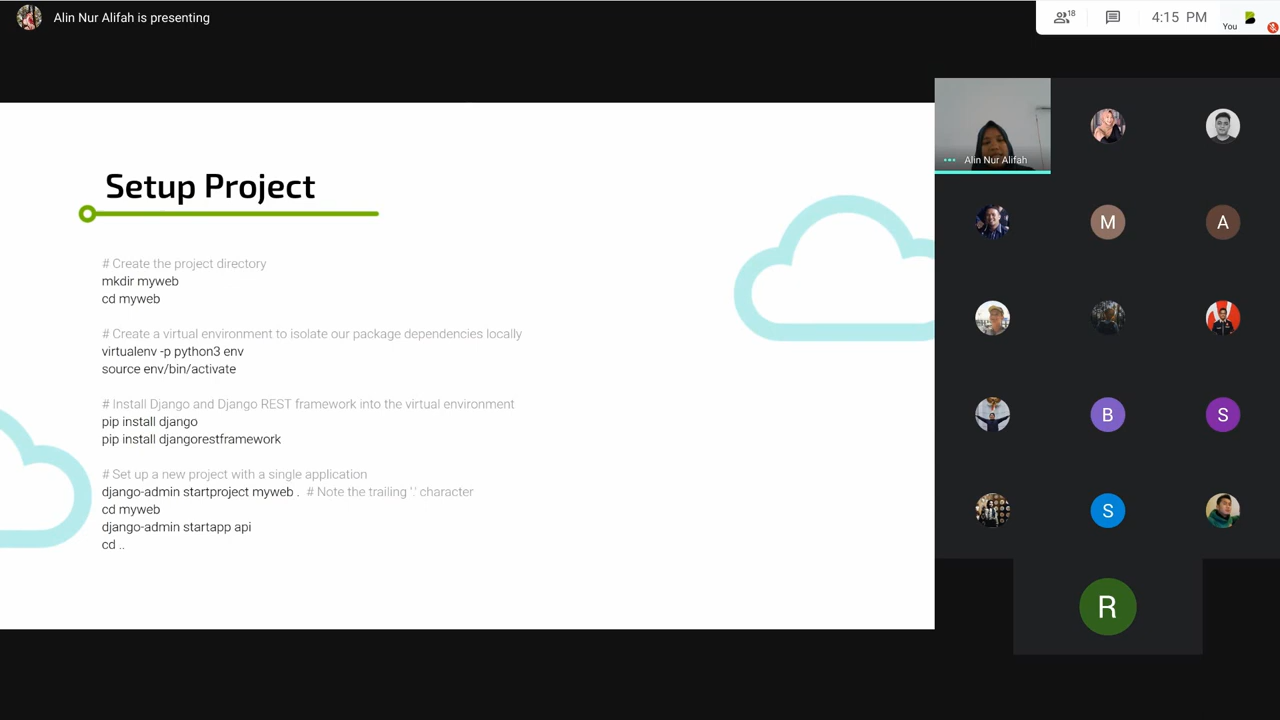 Alin Nur Alifah is presenting
18
4:15 PM
You
Setup Project
# Create the project directory
mkdir myweb
cd myweb
# Create a virtual environment to isolate our package dependencies locally
virtualenv -p python3 env
source env/bin/activate
# Install Django and Django REST framework into the virtual environment
pip install django
pip install djangorestframework
# Set up a new project with a single application
django-admin startproject myweb . # Note the trailing '.' character
cd myweb
django-admin startapp api
cd ..
Alin Nur Alifah
M
A
B
S
S
R